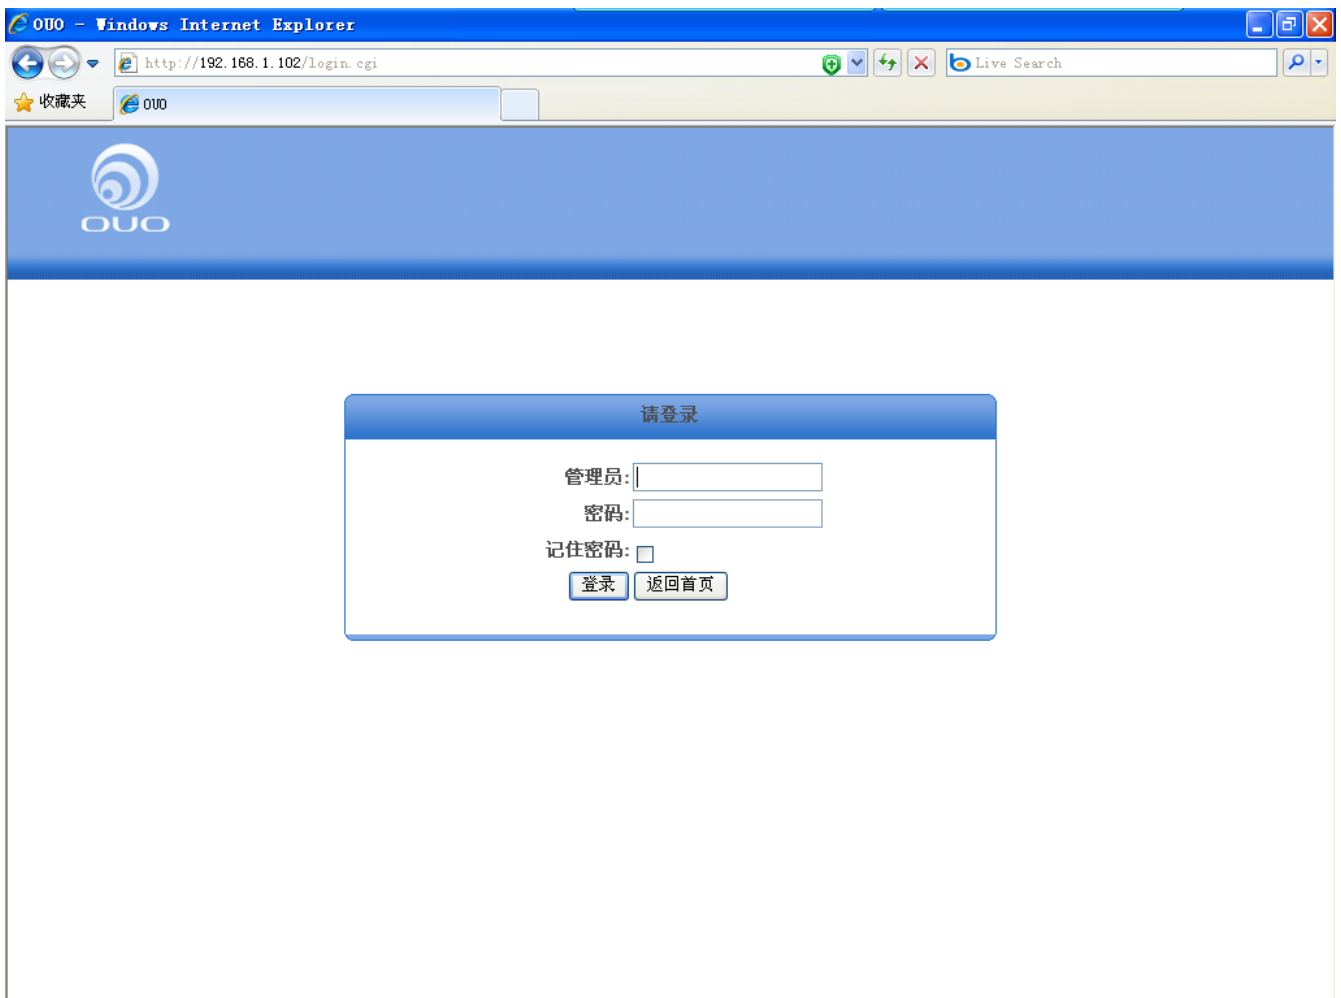 OUO - Windows Internet Explorer
http://192.168.1.102/login.cgi
Live Search
收藏夹
OUO
OUO
请登录
管理员:
密码:
记住密码:
登录 返回首页